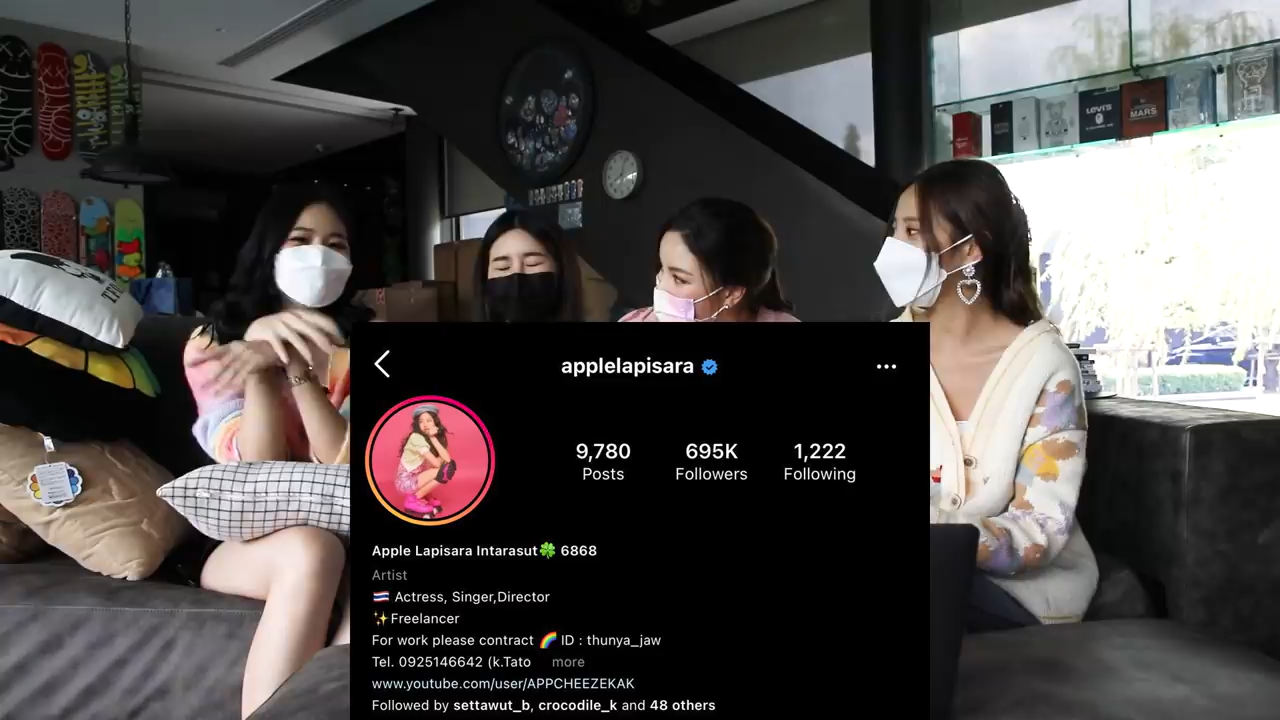 LEVI'S
MARS
applelapisara
9,780
695K
1,222
Posts
Followers
Following
Apple Lapisara Intarasut🍀 6868
Artist
🇹🇭 Actress, Singer,Director
✨Freelancer
For work please contract 🌈 ID : thunya_jaw
Tel. 0925146642 (k.Tato more
www.youtube.com/user/APPCHEEZEKAK
Followed by settawut_b, crocodile_k and 48 others